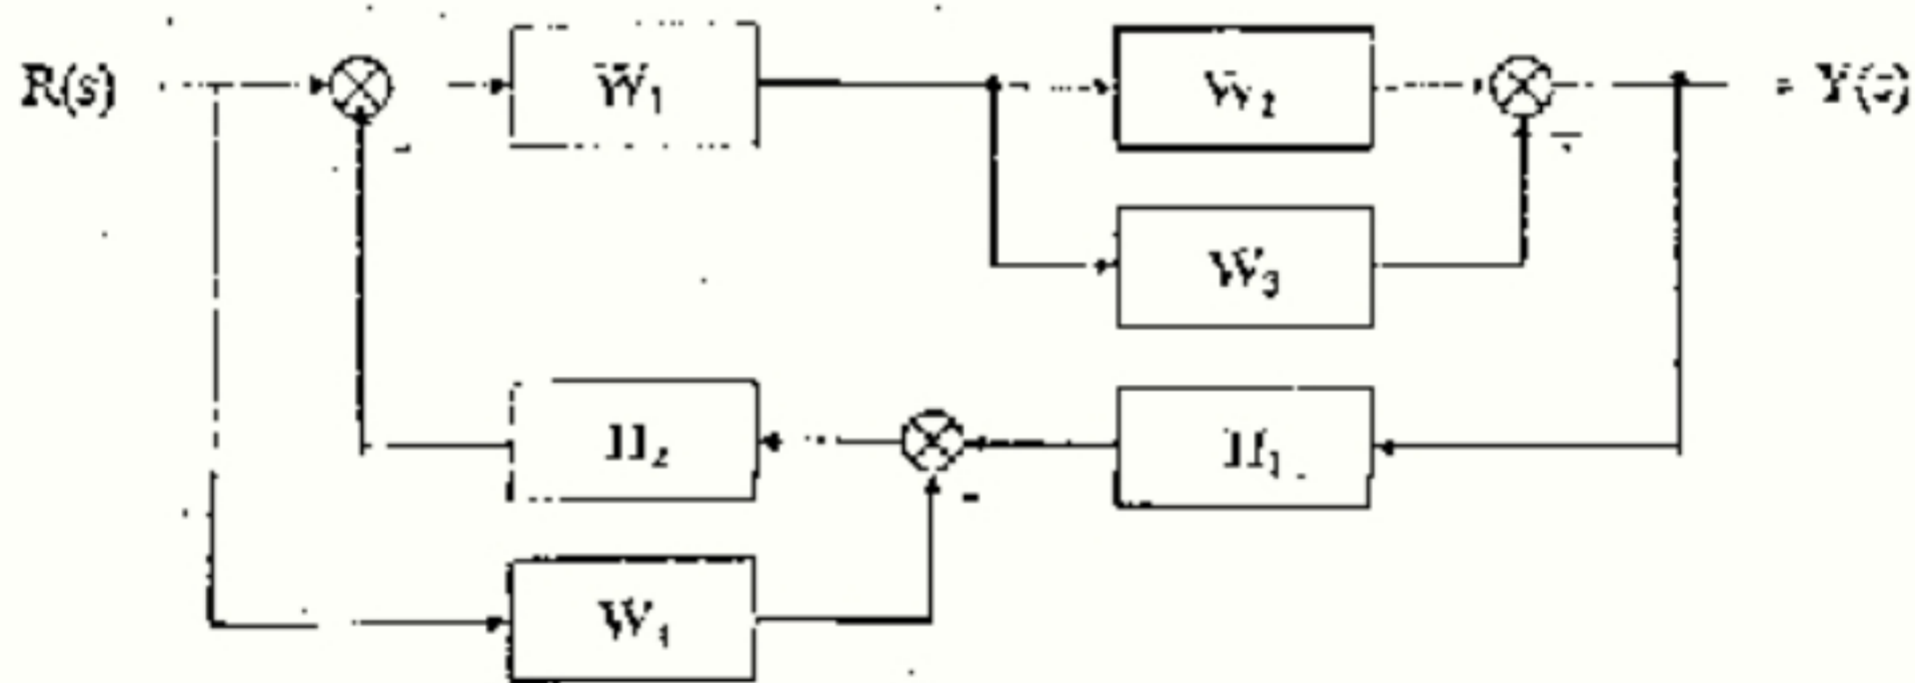 R(s)
W₁
W₂
Y(s)
-
-
W₃
H₂
H₁
-
W₄